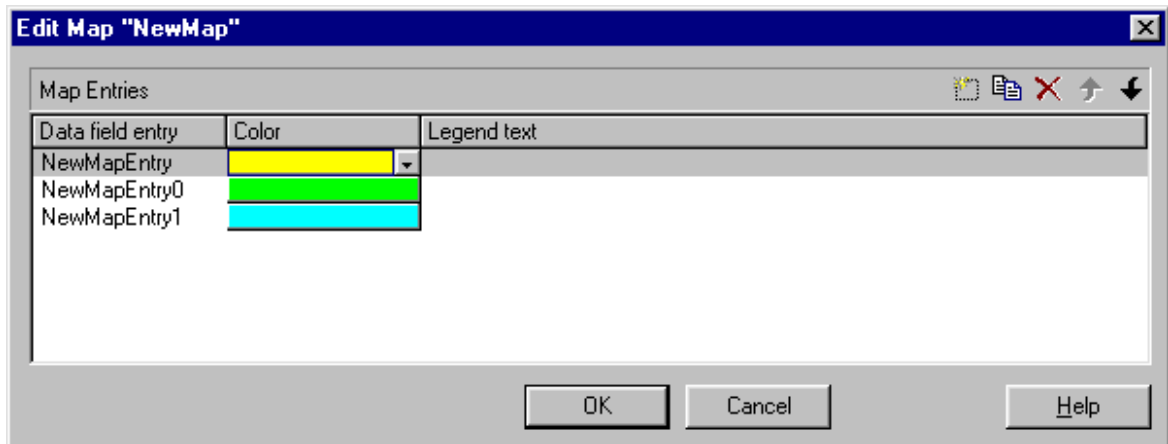 Edit Map "NewMap"
Map Entries
Data field entry Color Legend text
NewMapEntry
NewMapEntry0
NewMapEntry1
OK Cancel Help